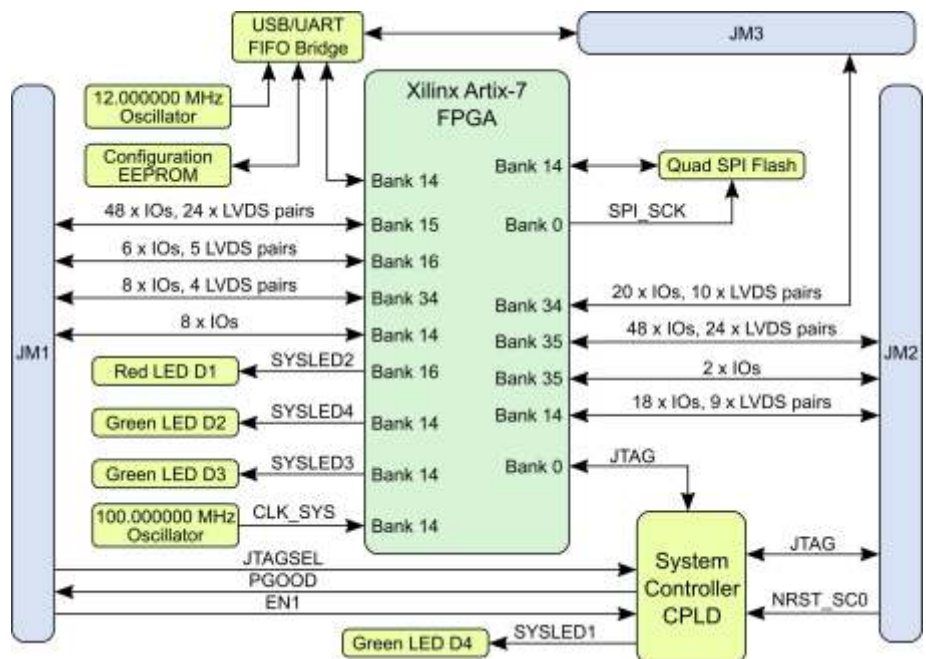 USB/UART
FIFO Bridge
JM3
12.000000 MHz
Oscillator
Xilinx Artix-7
FPGA
Configuration
EEPROM
Bank 14
Bank 14
Quad SPI Flash
SPI_SCK
48 x IOs, 24 x LVDS pairs
Bank 15
Bank 0
6 x IOs, 5 LVDS pairs
Bank 16
8 x IOs, 4 LVDS pairs
Bank 34
Bank 34
20 x IOs, 10 x LVDS pairs
8 x IOs
Bank 14
Bank 35
48 x IOs, 24 x LVDS pairs
JM1
JM2
Red LED D1
SYSLED2
Bank 16
Bank 35
2 x IOs
Green LED D2
SYSLED4
Bank 14
Bank 14
18 x IOs, 9 x LVDS pairs
Green LED D3
SYSLED3
Bank 14
Bank 0
JTAG
100.000000 MHz
Oscillator
CLK_SYS
Bank 14
JTAGSEL
PGOOD
EN1
System
Controller
CPLD
JTAG
NRST_SC0
Green LED D4
SYSLED1